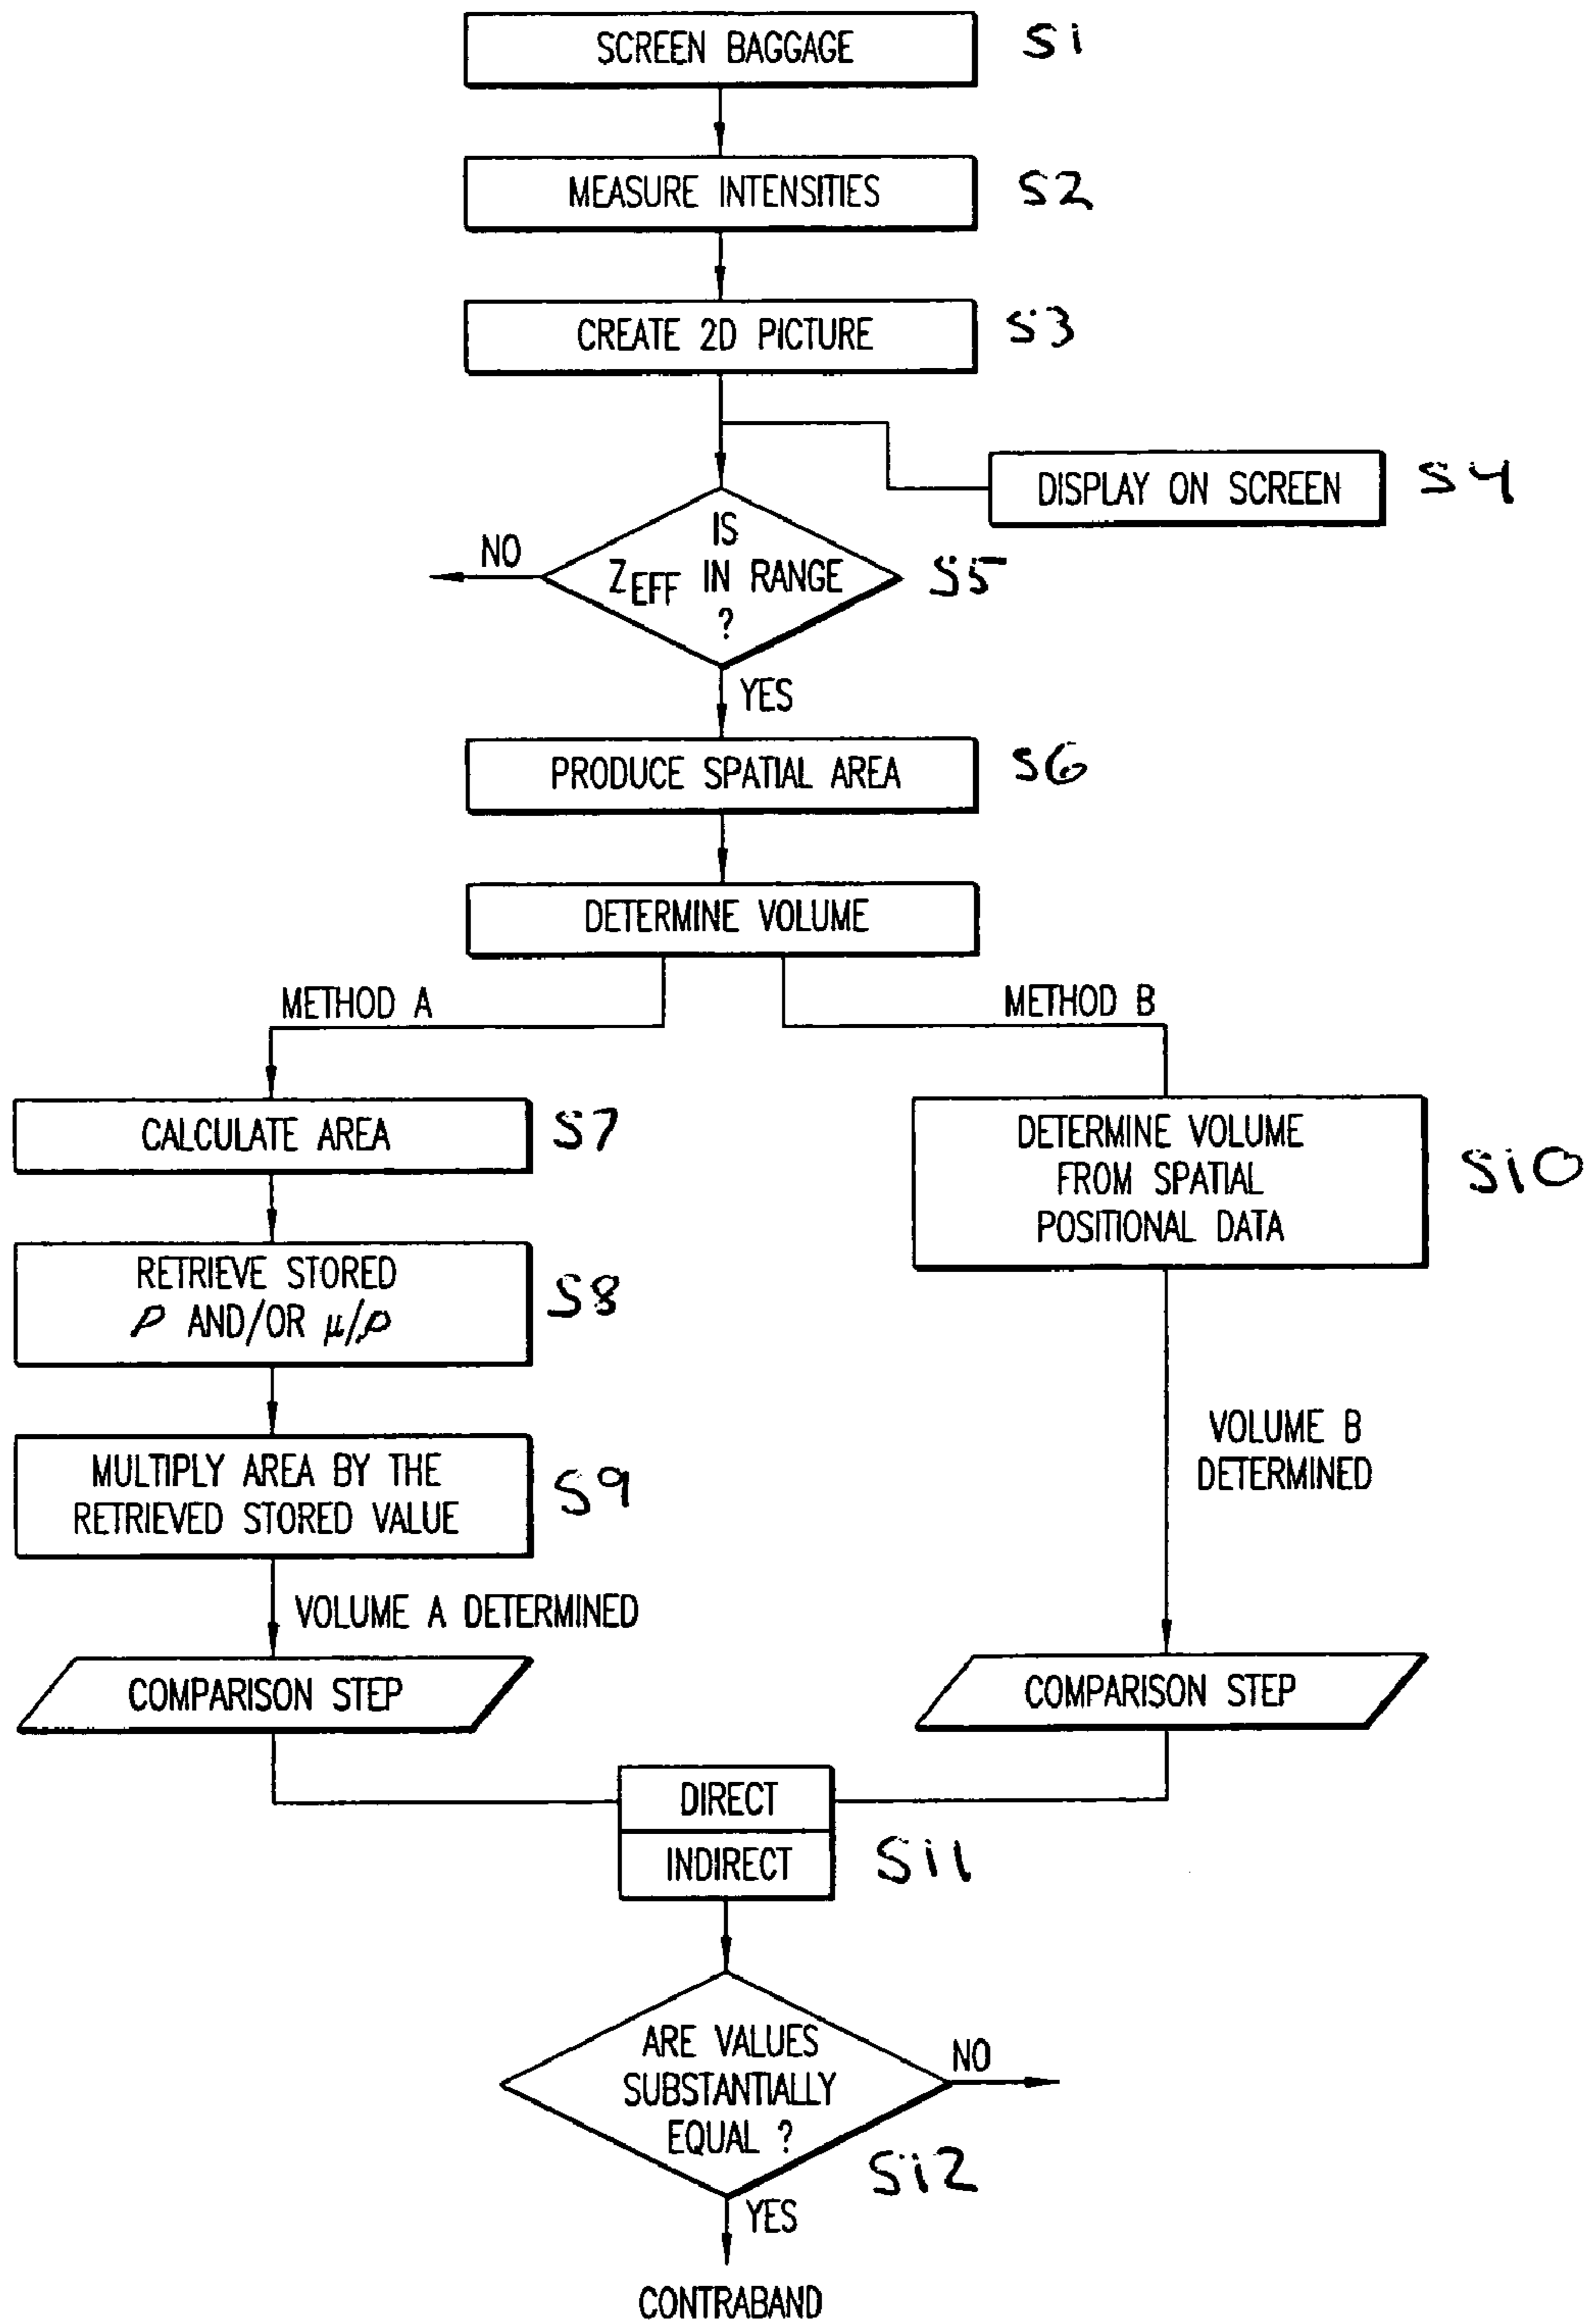 SCREEN BAGGAGE
S1
MEASURE INTENSITIES
S2
CREATE 2D PICTURE
S3
DISPLAY ON SCREEN
S4
IS
ZEFF IN RANGE
?
S5
NO
YES
PRODUCE SPATIAL AREA
S6
DETERMINE VOLUME
METHOD A
METHOD B
CALCULATE AREA
S7
DETERMINE VOLUME
FROM SPATIAL
POSITIONAL DATA
S10
RETRIEVE STORED
ρ AND/OR μ/ρ
S8
MULTIPLY AREA BY THE
RETRIEVED STORED VALUE
S9
VOLUME B
DETERMINED
VOLUME A DETERMINED
COMPARISON STEP
COMPARISON STEP
DIRECT
INDIRECT
S11
ARE VALUES
SUBSTANTIALLY
EQUAL ?
NO
S12
YES
CONTRABAND